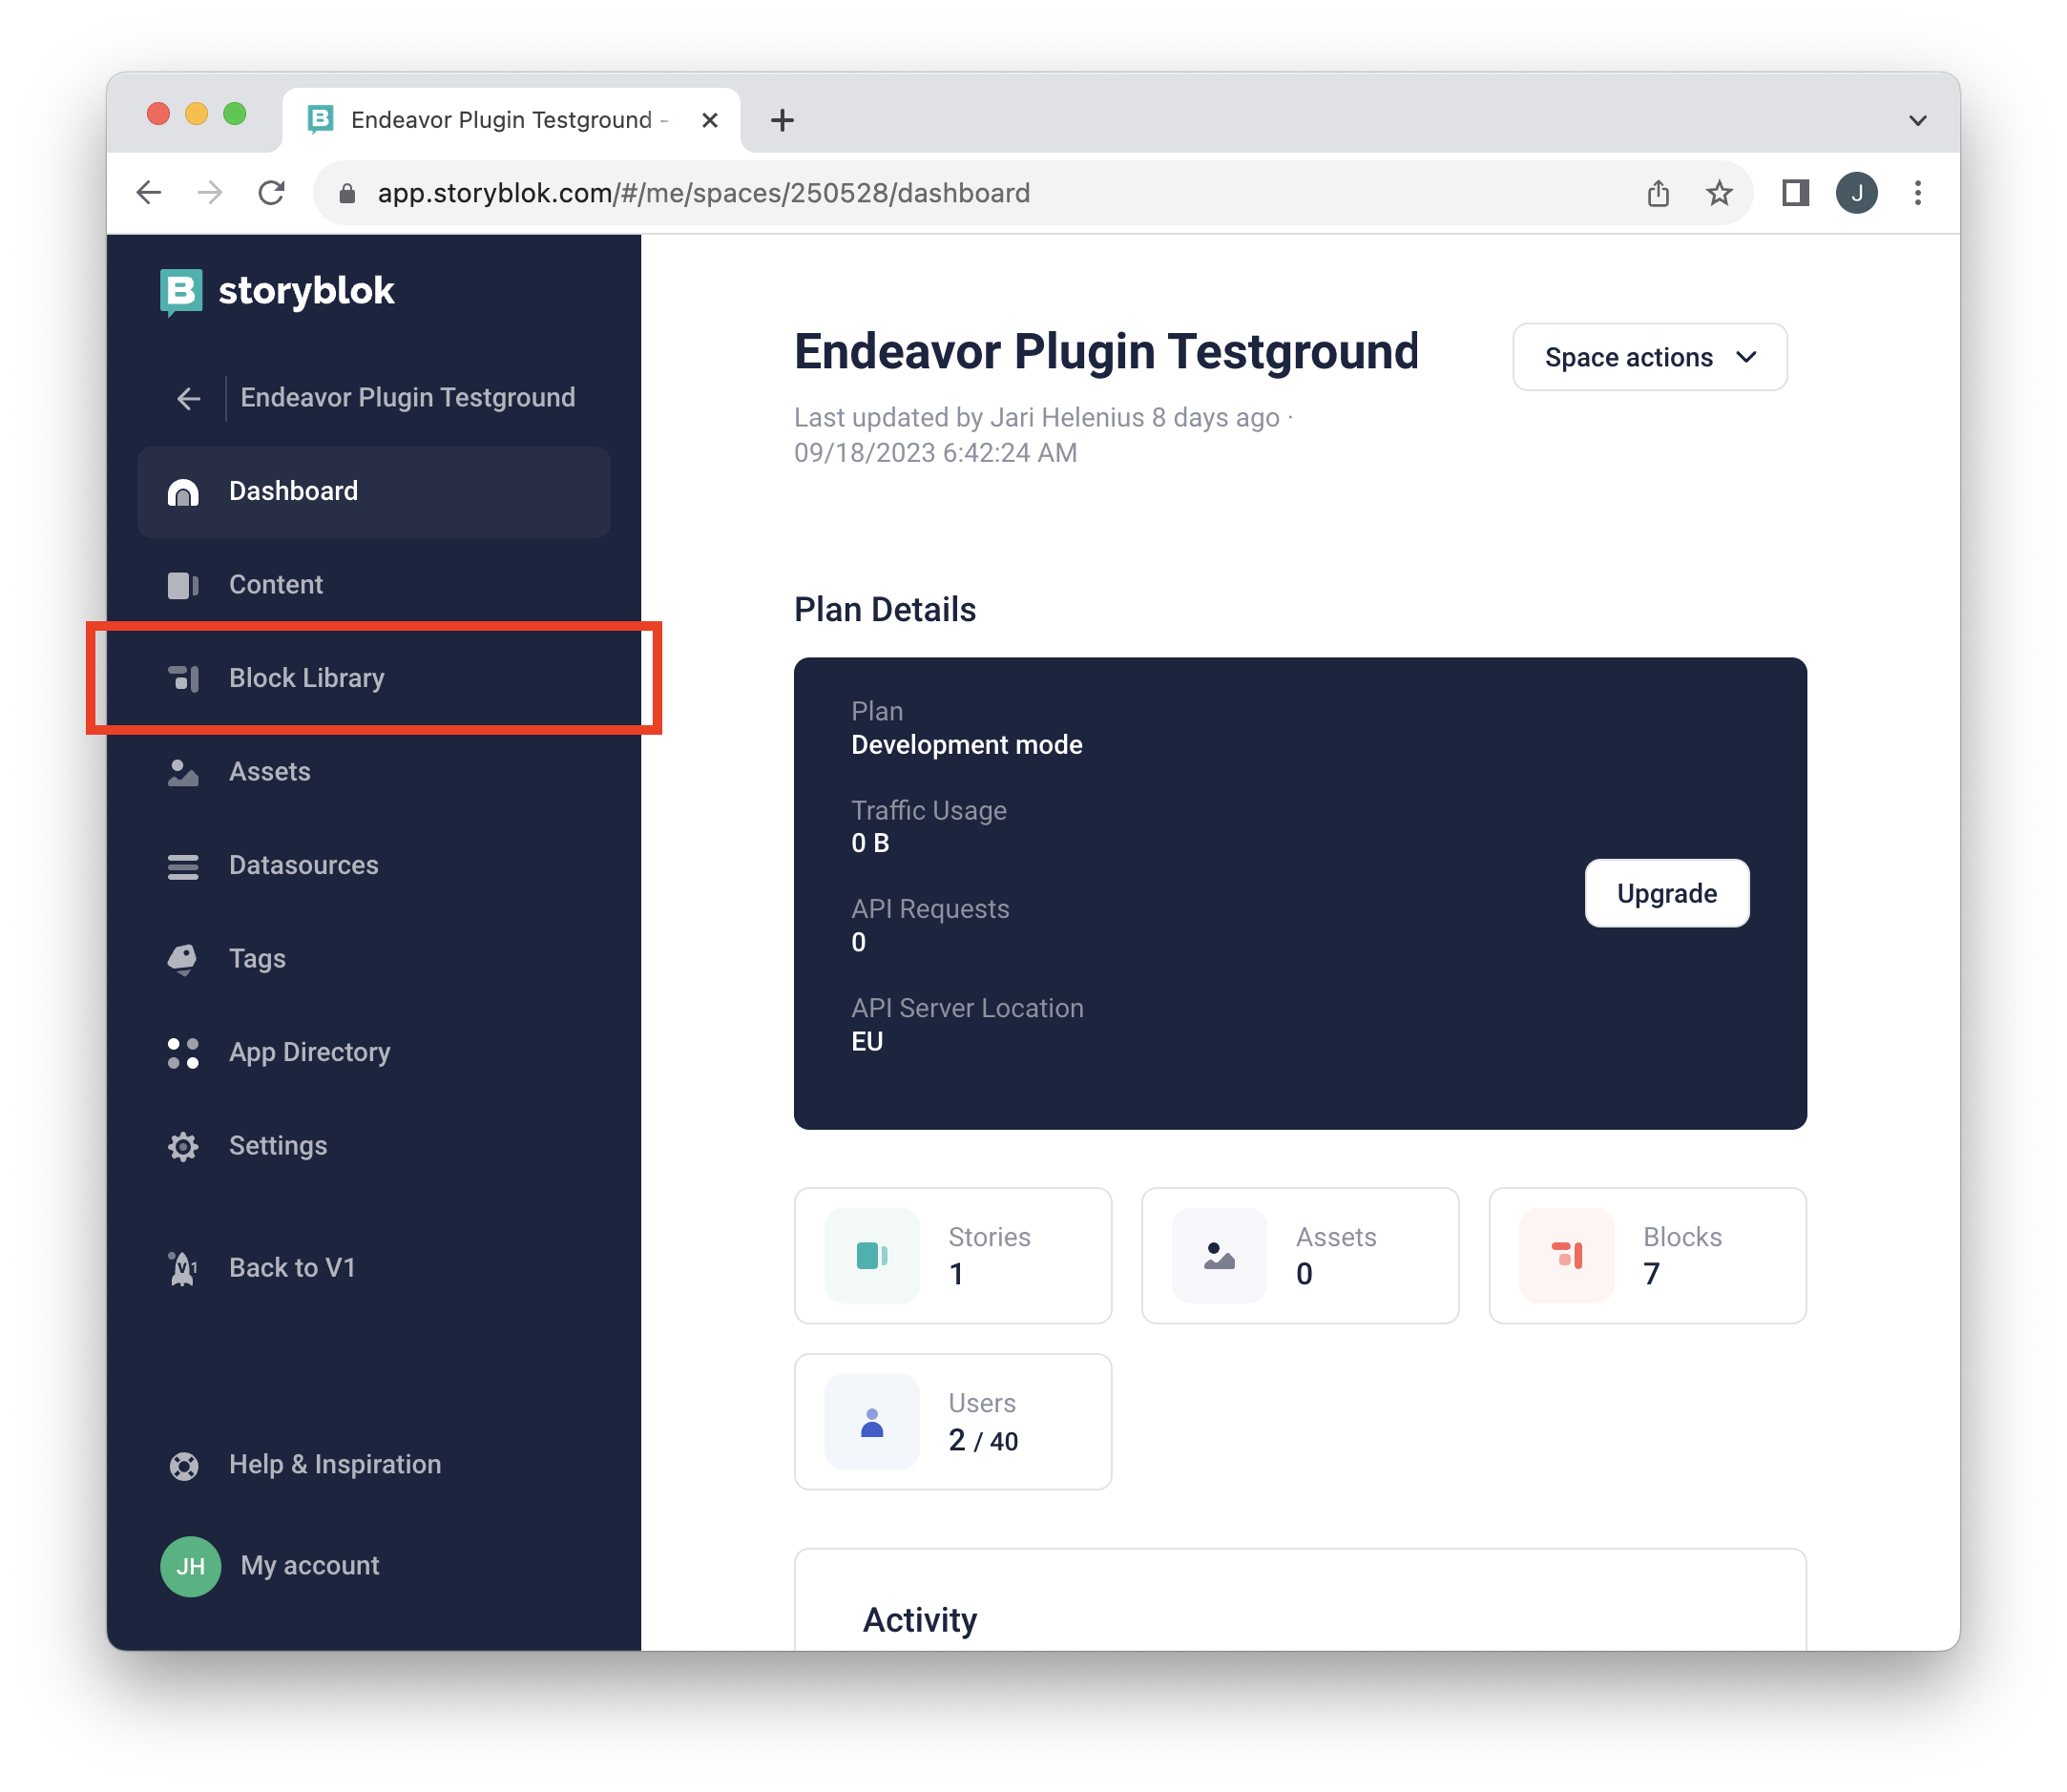 Endeavor Plugin Testground -
app.storyblok.com/#/me/spaces/250528/dashboard
J
B storyblok
Endeavor Plugin Testground
Dashboard
Content
Block Library
Assets
Datasources
Tags
App Directory
Settings
V1
Back to V1
Help & Inspiration
JH
My account
Endeavor Plugin Testground
Space actions
Last updated by Jari Helenius 8 days ago ·
09/18/2023 6:42:24 AM
Plan Details
Plan
Development mode
Traffic Usage
0 B
API Requests
0
API Server Location
EU
Upgrade
Stories
1
Assets
0
Blocks
7
Users
2 / 40
Activity